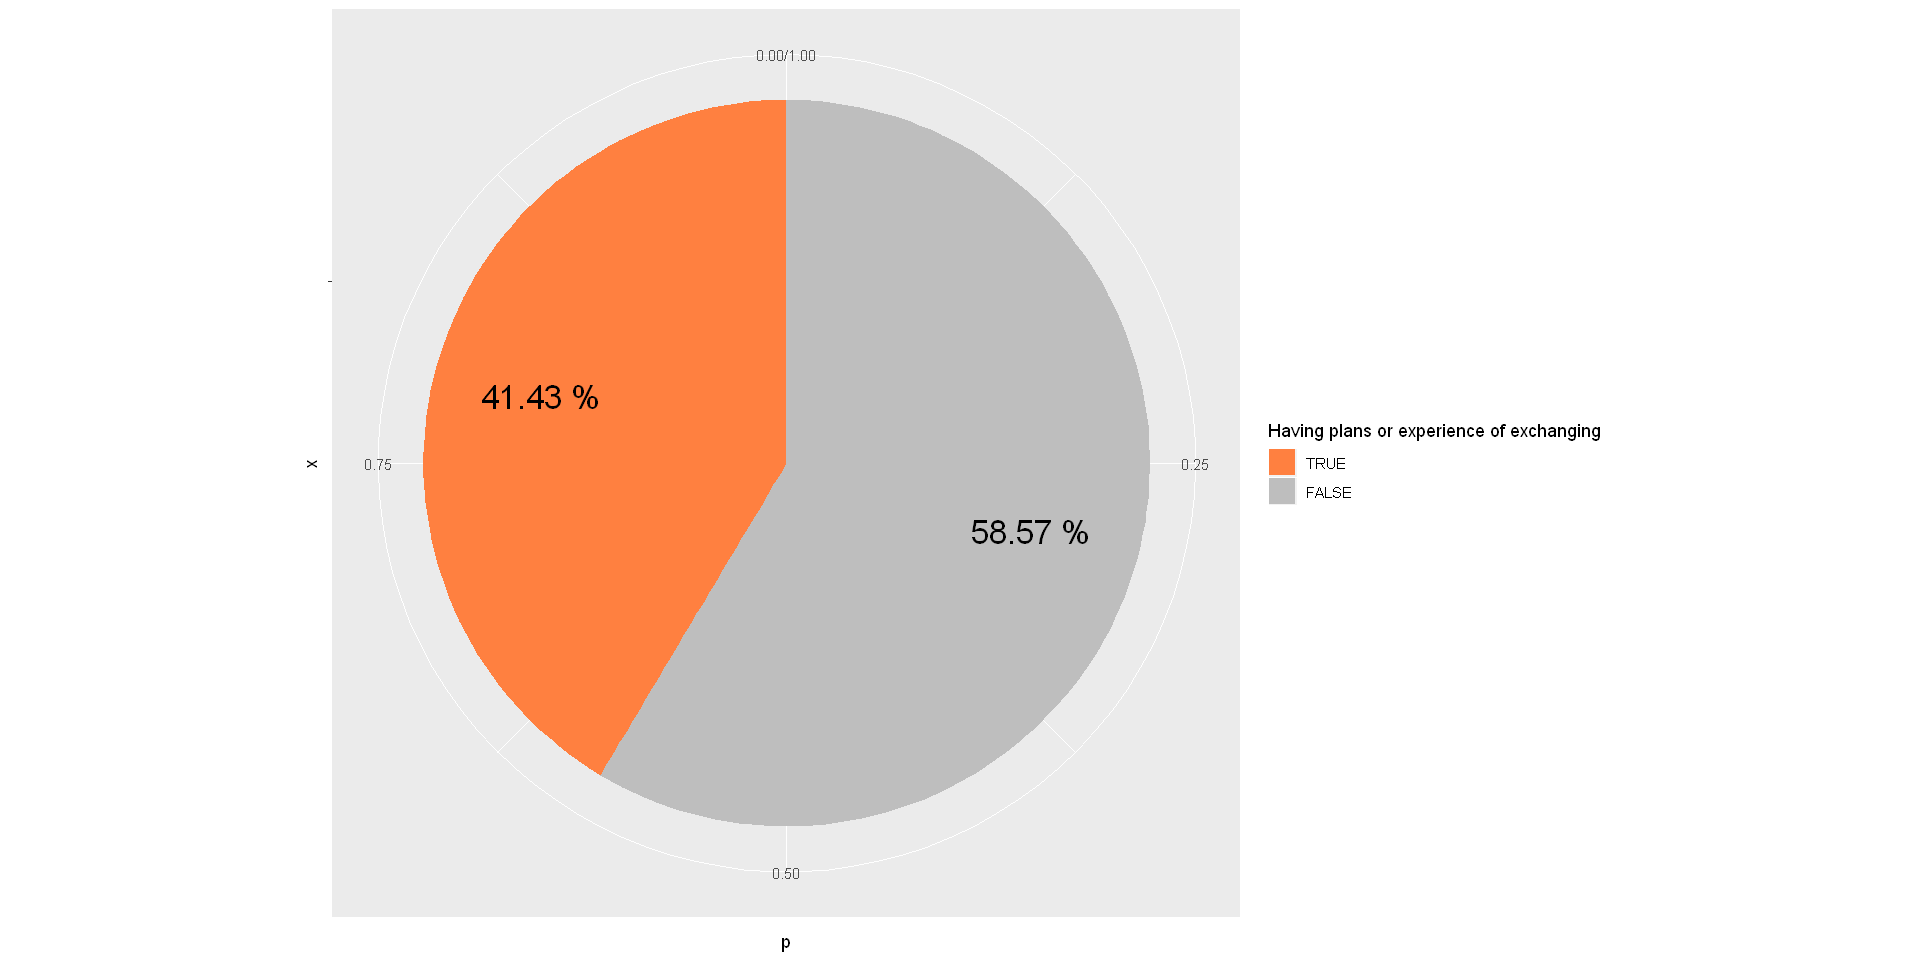 0.00/1.00
41.43 %
x
0.75
0.25
58.57 %
0.50
p
Having plans or experience of exchanging
TRUE
FALSE